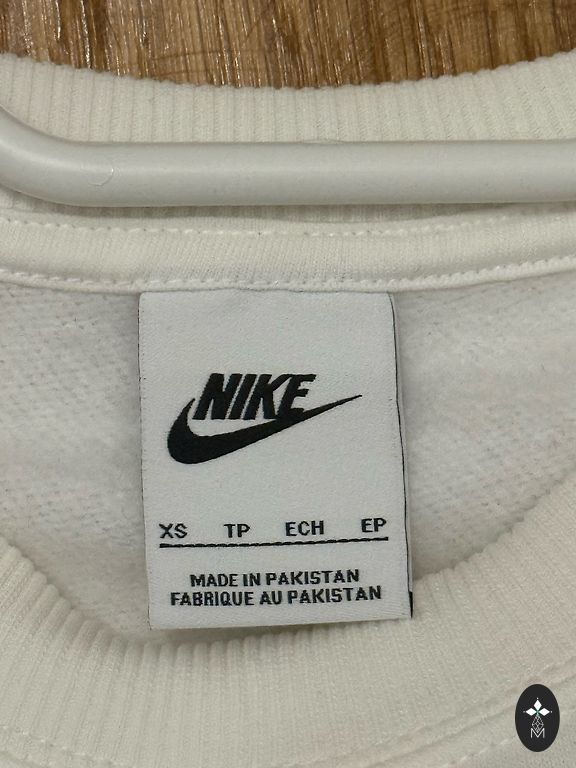 NIKE
XS TP ECH EP
MADE IN PAKISTAN
FABRIQUE AU PAKISTAN
M